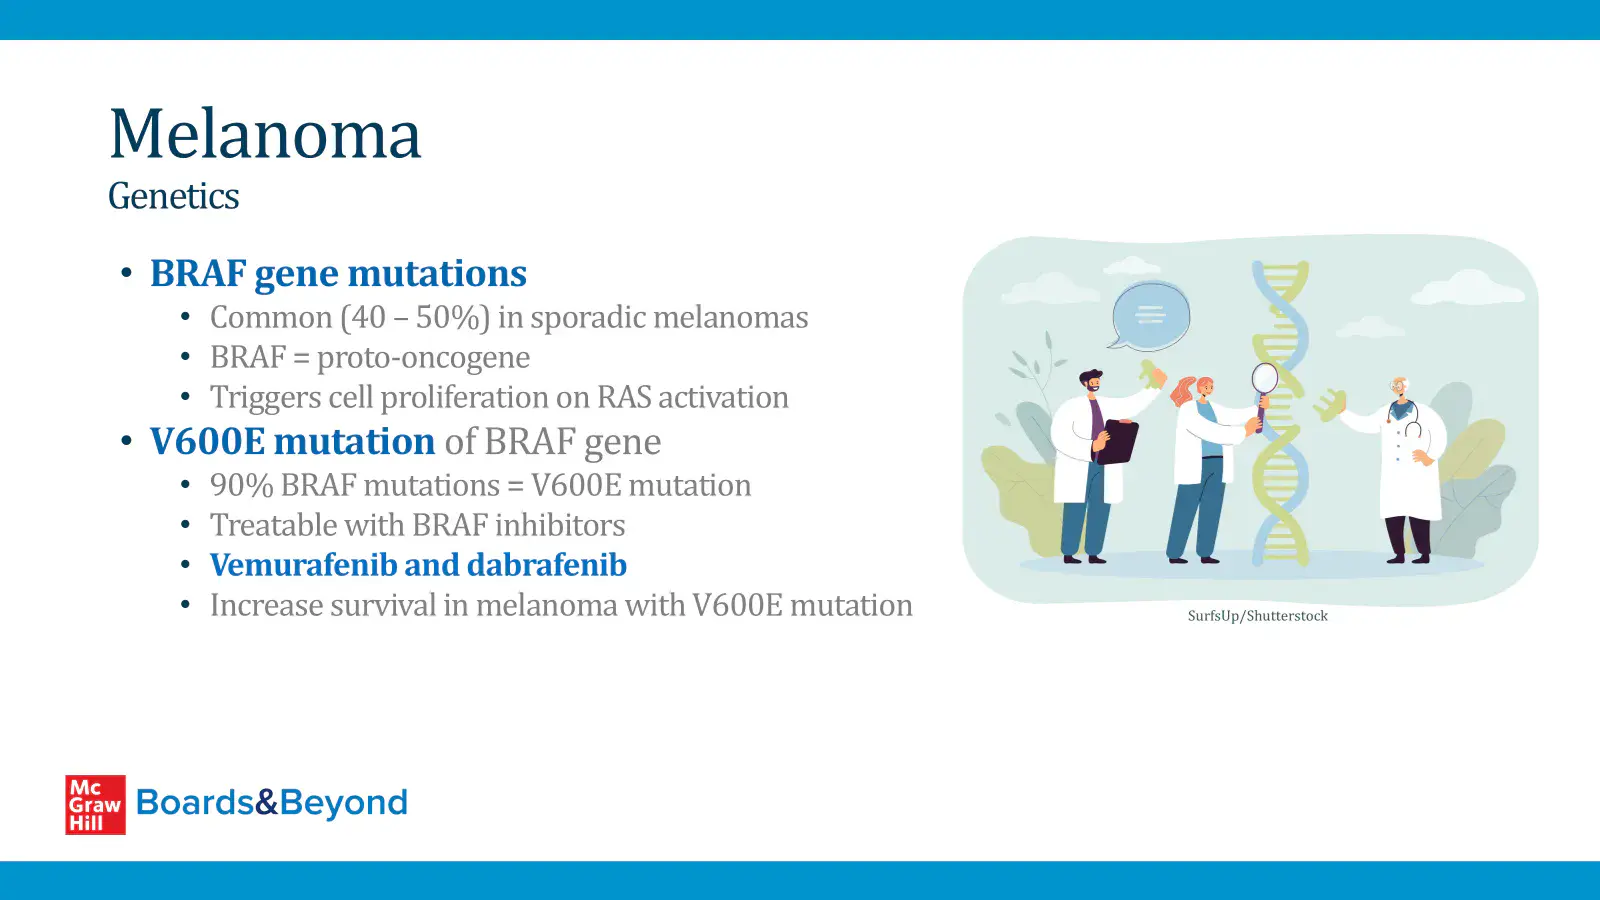 Melanoma
Genetics
• BRAF gene mutations
• Common (40 – 50%) in sporadic melanomas
• BRAF = proto-oncogene
• Triggers cell proliferation on RAS activation
• V600E mutation of BRAF gene
• 90% BRAF mutations = V600E mutation
• Treatable with BRAF inhibitors
• Vemurafenib and dabrafenib
• Increase survival in melanoma with V600E mutation
SurfsUp/Shutterstock
Mc
Graw
Hill
Boards&Beyond